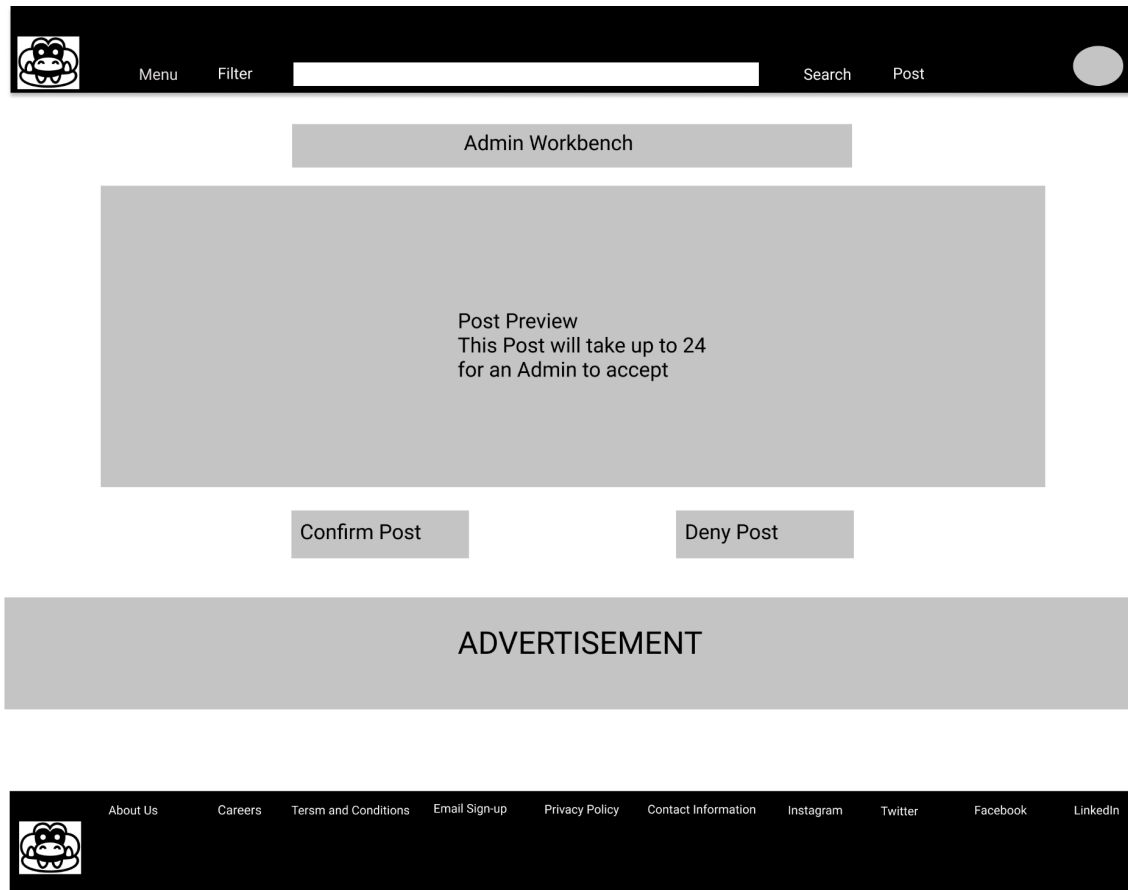 Menu
Filter
Search
Post
Admin Workbench
Post Preview
This Post will take up to 24
for an Admin to accept
Confirm Post
Deny Post
ADVERTISEMENT
About Us
Careers
Tersm and Conditions
Email Sign-up
Privacy Policy
Contact Information
Instagram
Twitter
Facebook
LinkedIn